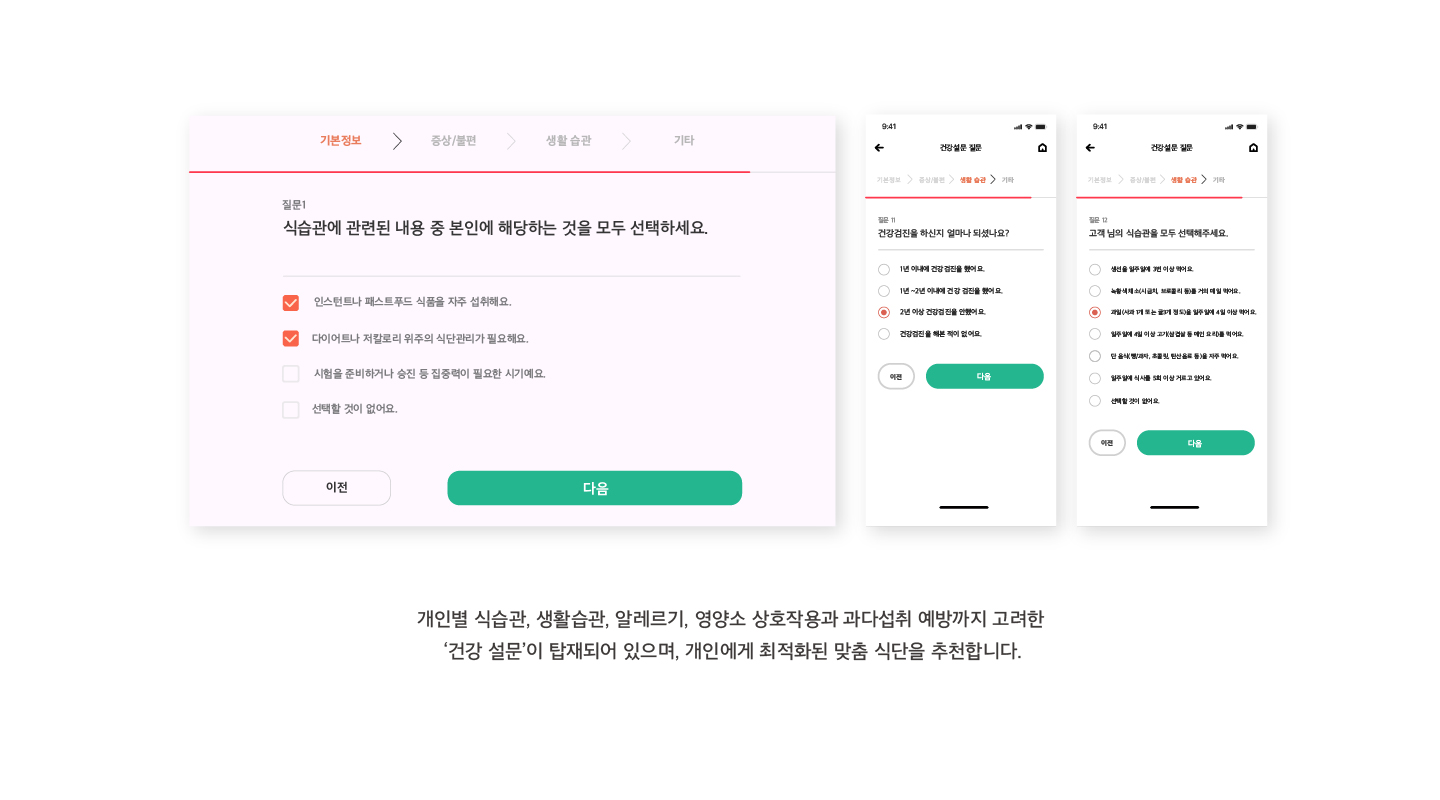 기본정보 증상/불편 생활 습관 기타
질문1
식습관에 관련된 내용 중 본인에 해당하는 것을 모두 선택하세요.
인스턴트나 패스트푸드 식품을 자주 섭취해요.
다이어트나 저칼로리 위주의 식단관리가 필요해요.
시험을 준비하거나 승진 등 집중력이 필요한 시기예요.
선택할 것이 없어요.
이전 다음
9:41
건강설문 질문
기본정보 증상/불편 생활 습관 기타
질문 11
건강검진을 하신지 얼마나 되셨나요?
1년 이내에 건강검진을 했어요.
1년 ~2년 이내에 건강 검진을 했어요.
2년 이상 건강검진을 안했어요.
건강검진을 해본 적이 없어요.
이전 다음
9:41
건강설문 질문
기본정보 증상/불편 생활 습관 기타
질문 12
고객 님의 식습관을 모두 선택해주세요.
생선을 일주일에 3번 이상 먹어요.
녹황색채소(시금치, 브로콜리 등)를 거의 매일 먹어요.
과일(사과 1개 또는 귤3개 정도)을 일주일에 4일 이상 먹어요.
일주일에 4일 이상 고기(삼겹살 등 메인 요리)를 먹어요.
단 음식(빵/과자, 초콜릿, 탄산음료 등)을 자주 먹어요.
일주일에 식사를 5회 이상 거르고 있어요.
선택할 것이 없어요.
이전 다음
개인별 식습관, 생활습관, 알레르기, 영양소 상호작용과 과다섭취 예방까지 고려한
‘건강 설문’이 탑재되어 있으며, 개인에게 최적화된 맞춤 식단을 추천합니다.